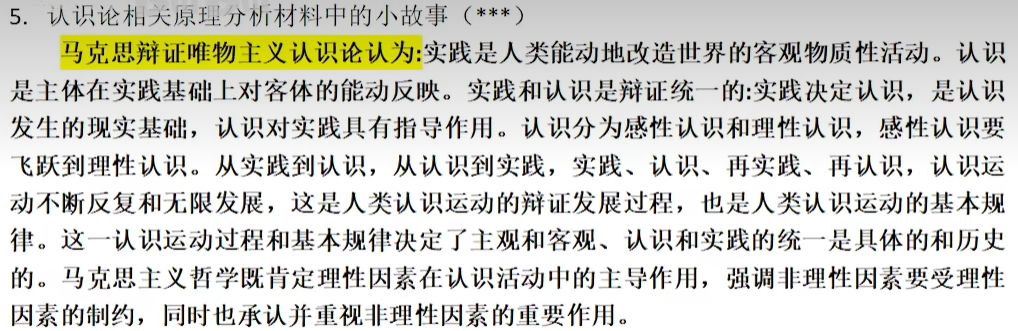 5. 认识论相关原理分析材料中的小故事（***）
马克思辩证唯物主义认识论认为:实践是人类能动地改造世界的客观物质性活动。认识
是主体在实践基础上对客体的能动反映。实践和认识是辩证统一的:实践决定认识，是认识
发生的现实基础，认识对实践具有指导作用。认识分为感性认识和理性认识，感性认识要
飞跃到理性认识。从实践到认识，从认识到实践，实践、认识、再实践、再认识，认识运
动不断反复和无限发展，这是人类认识运动的辩证发展过程，也是人类认识运动的基本规
律。这一认识运动过程和基本规律决定了主观和客观、认识和实践的统一是具体的和历史
的。马克思主义哲学既肯定理性因素在认识活动中的主导作用，强调非理性因素要受理性
因素的制约，同时也承认并重视非理性因素的重要作用。